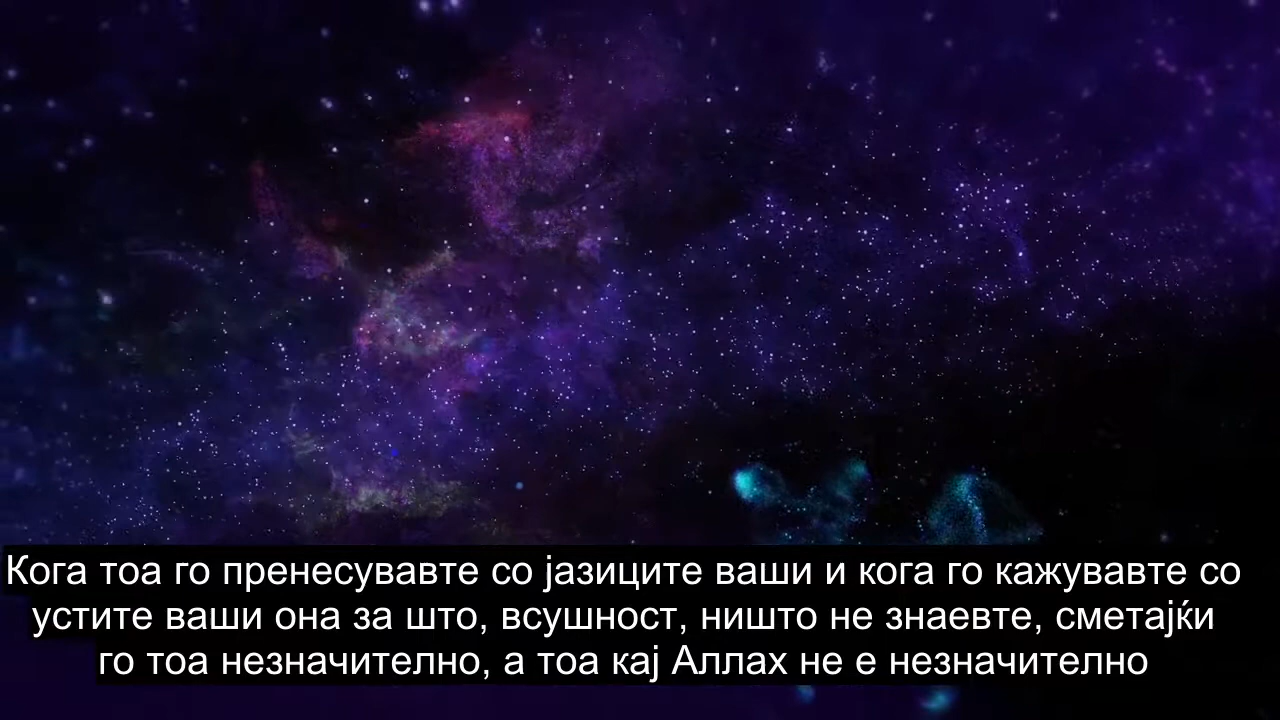 Кога тоа го пренесувавте со јазиците ваши и кога го кажувавте со
устите ваши она за што, всушност, ништо не знаевте, сметајќи
го тоа незначително, а тоа кај Аллах не е незначително